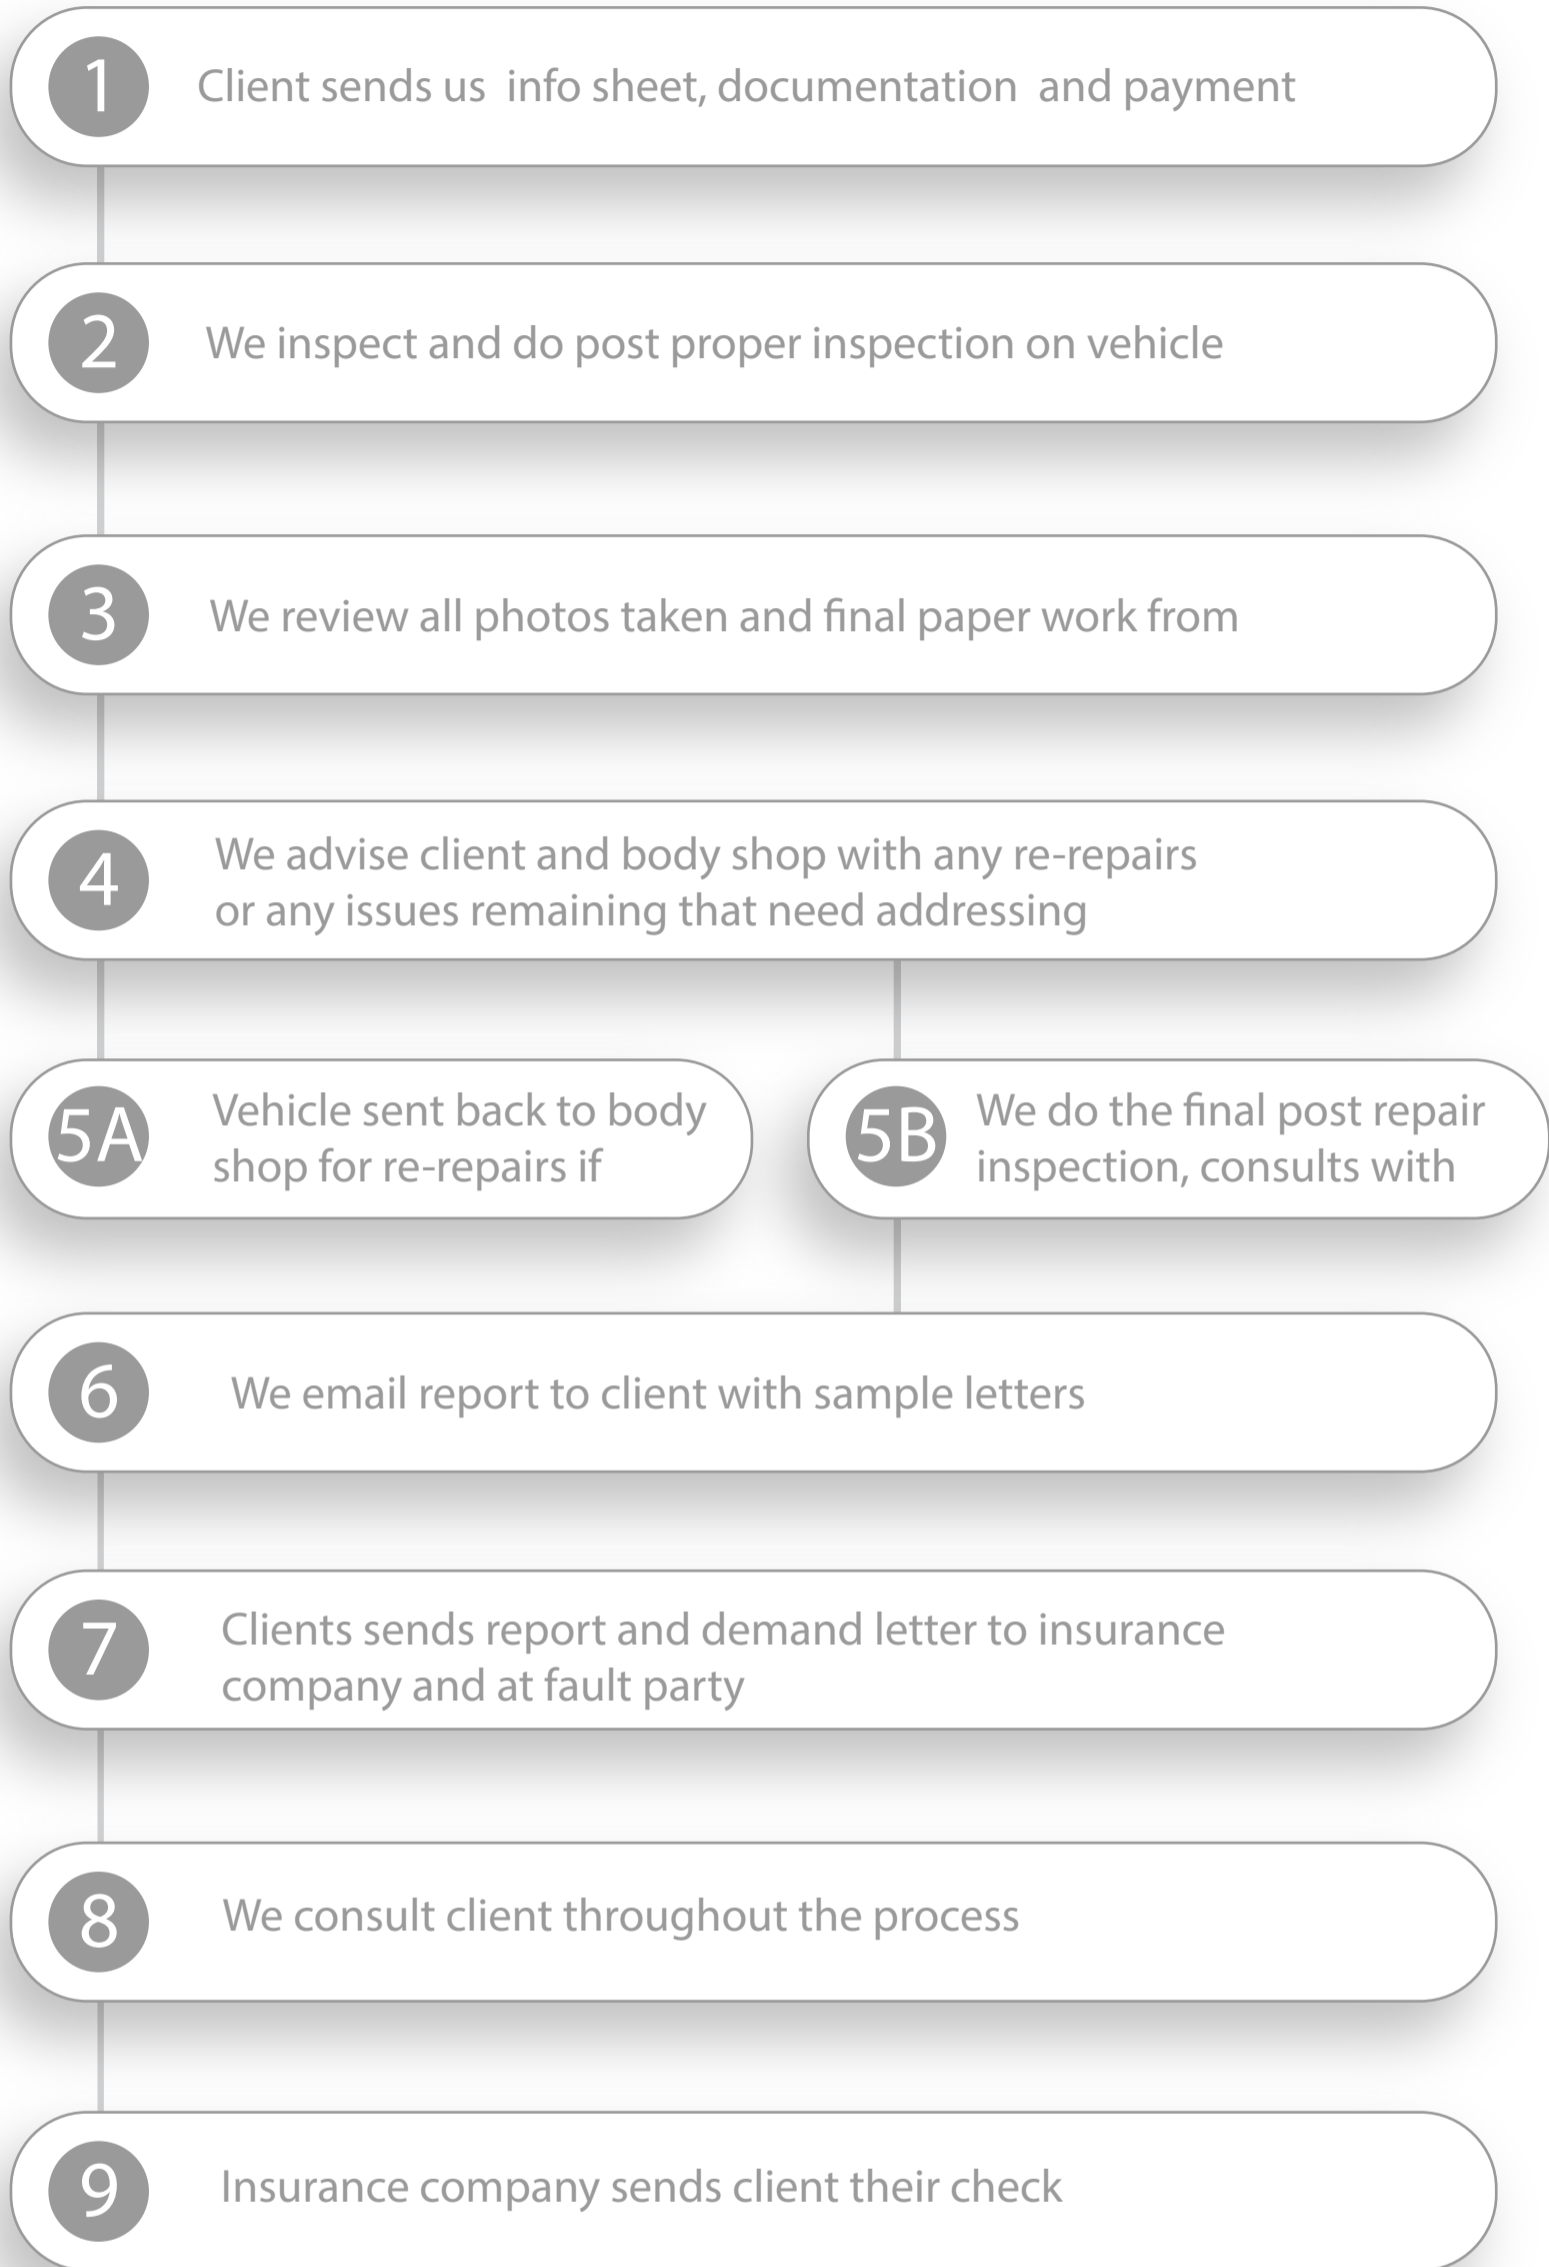 1 Client sends us info sheet, documentation and payment
2 We inspect and do post proper inspection on vehicle
3 We review all photos taken and final paper work from
4 We advise client and body shop with any re-repairs
or any issues remaining that need addressing
5A Vehicle sent back to body
shop for re-repairs if
5B We do the final post repair
inspection, consults with
6 We email report to client with sample letters
7 Clients sends report and demand letter to insurance
company and at fault party
8 We consult client throughout the process
9 Insurance company sends client their check